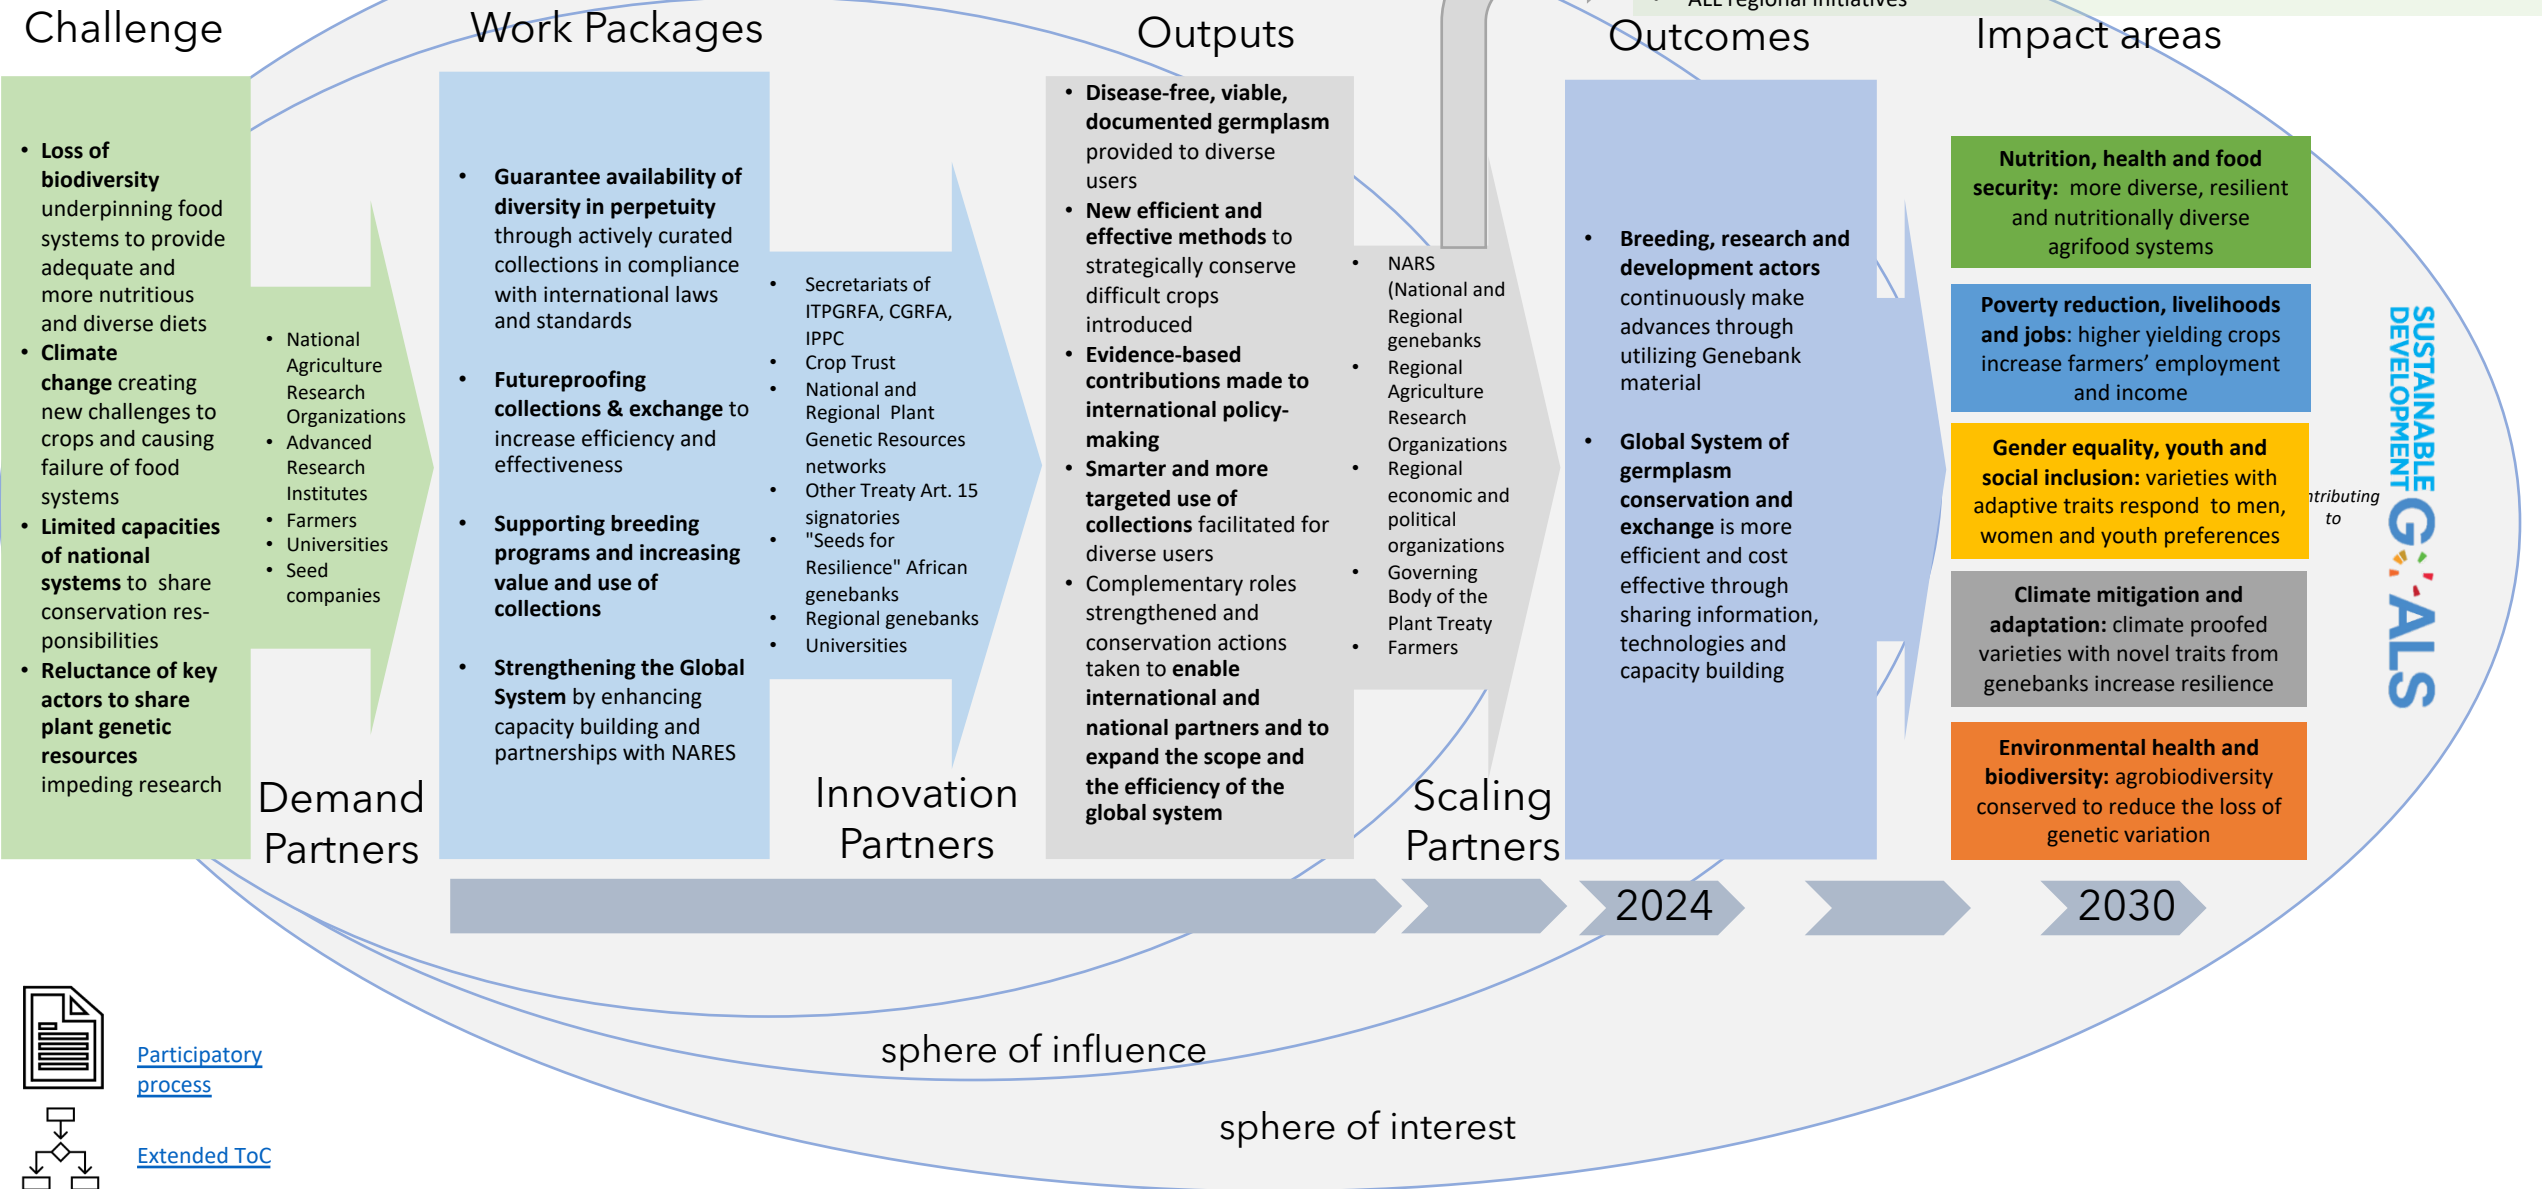 ALL regional initiatives
Challenge
Work Packages
Outputs
Outcomes
Impact areas
• Loss of
biodiversity
underpinning food
systems to provide
adequate and
more nutritious
and diverse diets
• Climate
change creating
new challenges to
crops and causing
failure of food
systems
• Limited capacities
of national
systems to share
conservation res-
ponsibilities
• Reluctance of key
actors to share
plant genetic
resources
impeding research
• National
Agriculture
Research
Organizations
• Advanced
Research
Institutes
• Farmers
• Universities
• Seed
companies
Demand
Partners
• Guarantee availability of
diversity in perpetuity
through actively curated
collections in compliance
with international laws
and standards
• Futureproofing
collections & exchange to
increase efficiency and
effectiveness
• Supporting breeding
programs and increasing
value and use of
collections
• Strengthening the Global
System by enhancing
capacity building and
partnerships with NARES
• Secretariats of
ITPGRFA, CGRFA,
IPPC
• Crop Trust
• National and
Regional Plant
Genetic Resources
networks
• Other Treaty Art. 15
signatories
• "Seeds for
Resilience" African
genebanks
• Regional genebanks
• Universities
Innovation
Partners
• Disease-free, viable,
documented germplasm
provided to diverse
users
• New efficient and
effective methods to
strategically conserve
difficult crops
introduced
• Evidence-based
contributions made to
international policy-
making
• Smarter and more
targeted use of
collections facilitated for
diverse users
• Complementary roles
strengthened and
conservation actions
taken to enable
international and
national partners and to
expand the scope and
the efficiency of the
global system
• NARS
(National and
Regional
genebanks
• Regional
Agriculture
Research
Organizations
• Regional
economic and
political
organizations
• Governing
Body of the
Plant Treaty
• Farmers
Scaling
Partners
• Breeding, research and
development actors
continuously make
advances through
utilizing Genebank
material
• Global System of
germplasm
conservation and
exchange is more
efficient and cost
effective through
sharing information,
technologies and
capacity building
Nutrition, health and food
security: more diverse, resilient
and nutritionally diverse
agrifood systems
Poverty reduction, livelihoods
and jobs: higher yielding crops
increase farmers’ employment
and income
Gender equality, youth and
social inclusion: varieties with
adaptive traits respond to men,
women and youth preferences
Climate mitigation and
adaptation: climate proofed
varieties with novel traits from
genebanks increase resilience
Environmental health and
biodiversity: agrobiodiversity
conserved to reduce the loss of
genetic variation
ntributing
to
SUSTAINABLE
DEVELOPMENT
GOALS
2024
2030
sphere of influence
sphere of interest
Participatory
process
Extended ToC